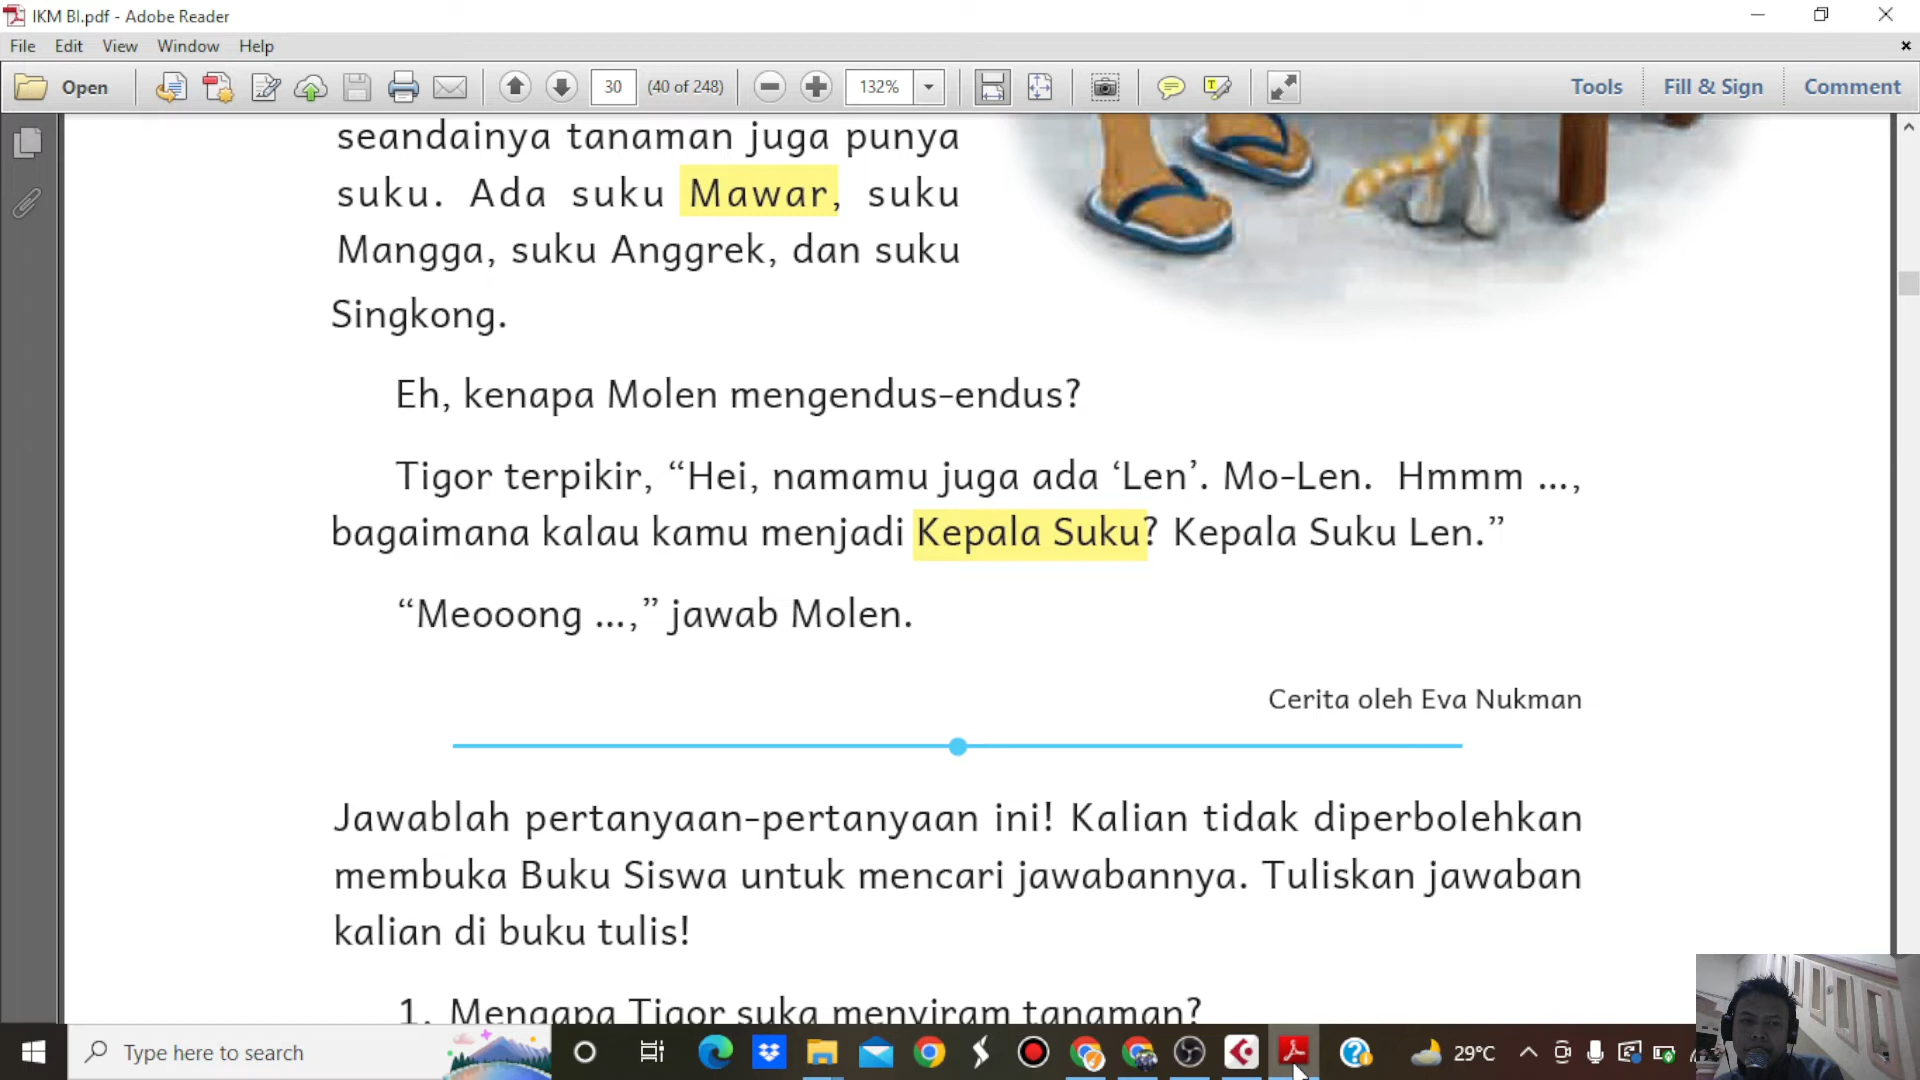 IKM BI.pdf - Adobe Reader
File Edit View Window Help
Open 30 (40 of 248) 132% Tools Fill & Sign Comment
seandainya tanaman juga punya
suku. Ada suku Mawar, suku
Mangga, suku Anggrek, dan suku
Singkong.
Eh, kenapa Molen mengendus-endus?
Tigor terpikir, “Hei, namamu juga ada ‘Len’. Mo-Len. Hmmm ...,
bagaimana kalau kamu menjadi Kepala Suku? Kepala Suku Len.”
“Meooong ...,” jawab Molen.
Cerita oleh Eva Nukman
Jawablah pertanyaan-pertanyaan ini! Kalian tidak diperbolehkan
membuka Buku Siswa untuk mencari jawabannya. Tuliskan jawaban
kalian di buku tulis!
1. Mengapa Tigor suka menyiram tanaman?
Type here to search 29°C